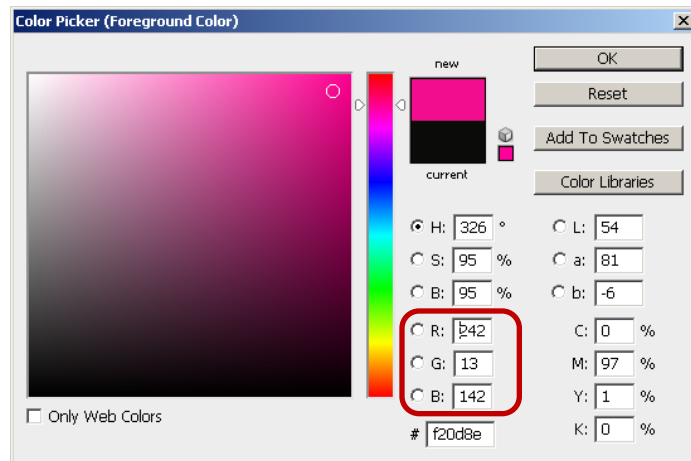 Color Picker (Foreground Color)
new
current
OK
Reset
Add To Swatches
Color Libraries
H: 326 °
S: 95 %
B: 95 %
R: 242
G: 13
B: 142
# f20d8e
L: 54
a: 81
b: -6
C: 0 %
M: 97 %
Y: 1 %
K: 0 %
Only Web Colors